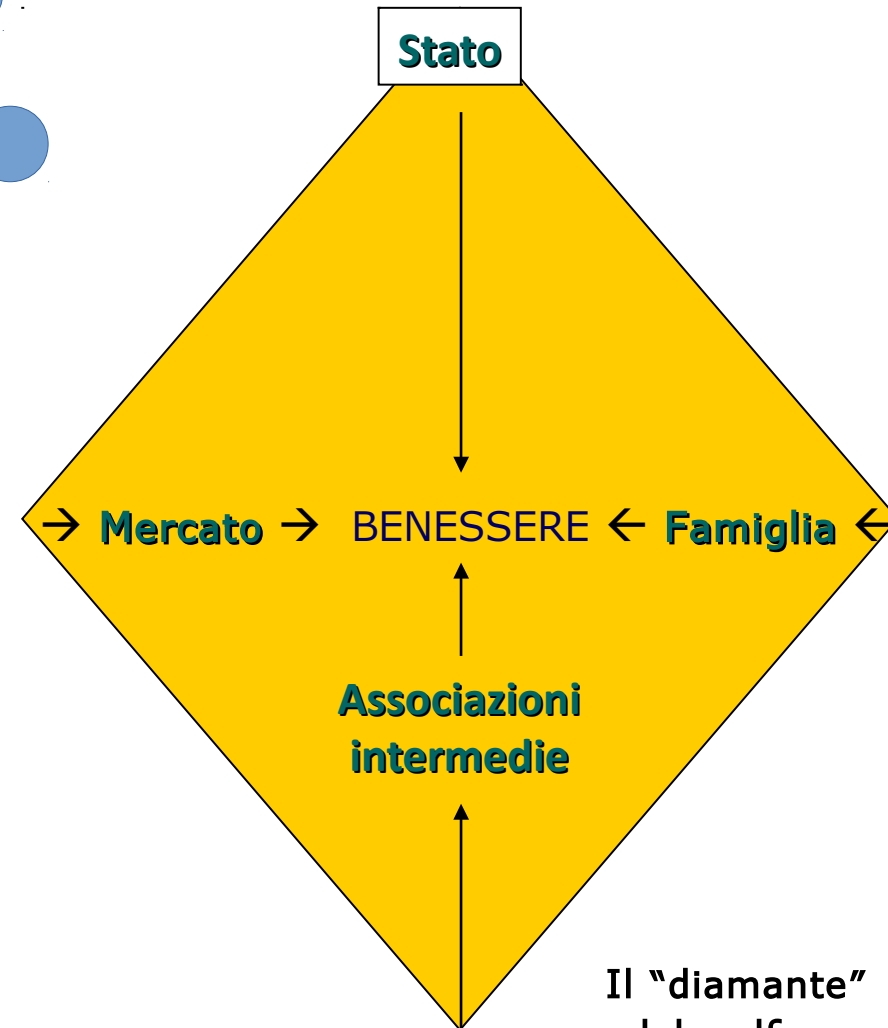 Stato
→ Mercato → BENESSERE ← Famiglia ←
Associazioni
intermedie
Il “diamante”